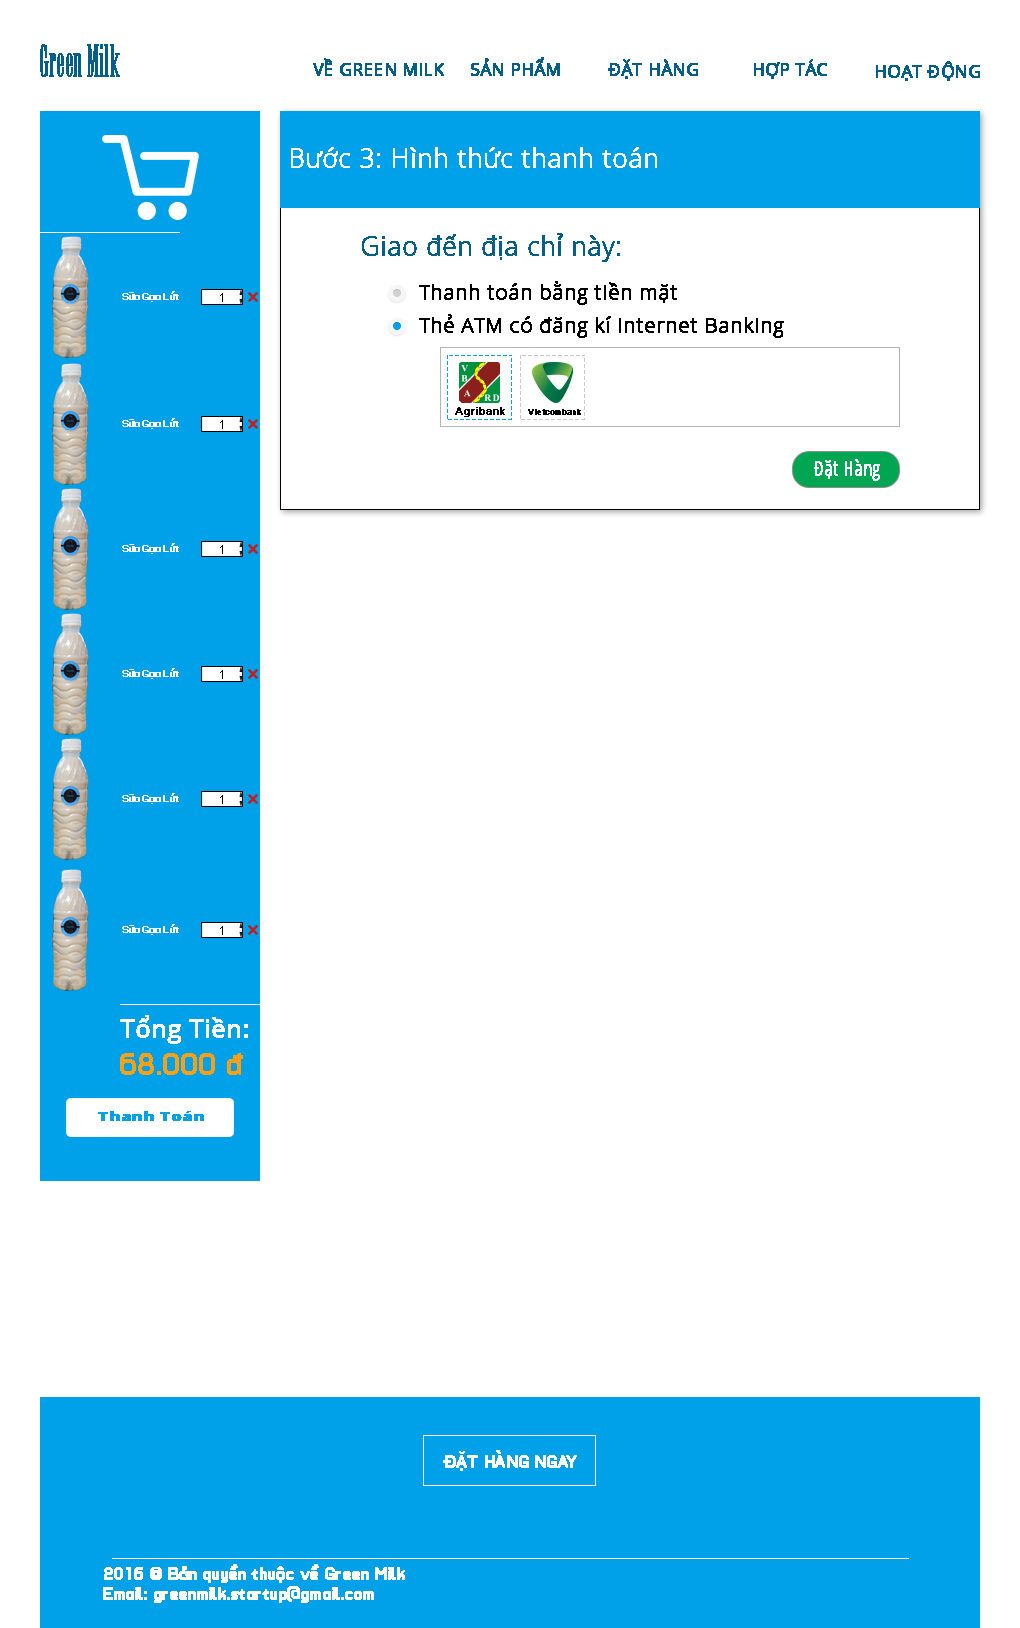 Green Milk
VỀ GREEN MILK
SẢN PHẨM
ĐẶT HÀNG
HỢP TÁC
HOẠT ĐỘNG
Bước 3: Hình thức thanh toán
Giao đến địa chỉ này:
Thanh toán bằng tiền mặt
Thẻ ATM có đăng kí Internet Banking
VBARD
Agribank
Vietcombank
Đặt Hàng
Sữa Gạo Lứt 1
Sữa Gạo Lứt 1
Sữa Gạo Lứt 1
Sữa Gạo Lứt 1
Sữa Gạo Lứt 1
Sữa Gạo Lứt 1
Tổng Tiền:
68.000 đ
Thanh Toán
ĐẶT HÀNG NGAY
2016 @ Bản quyền thuộc về Green Milk
Email: greenmilk.startup@gmail.com